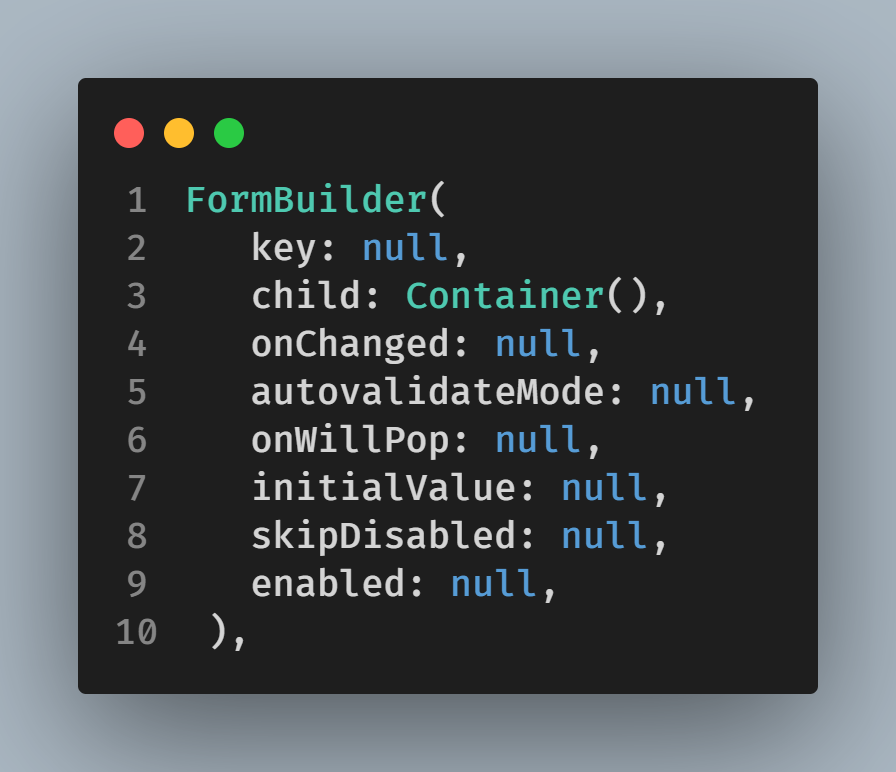 1 FormBuilder(
2 key: null,
3 child: Container(),
4 onChanged: null,
5 autovalidateMode: null,
6 onWillPop: null,
7 initialValue: null,
8 skipDisabled: null,
9 enabled: null,
10 ),